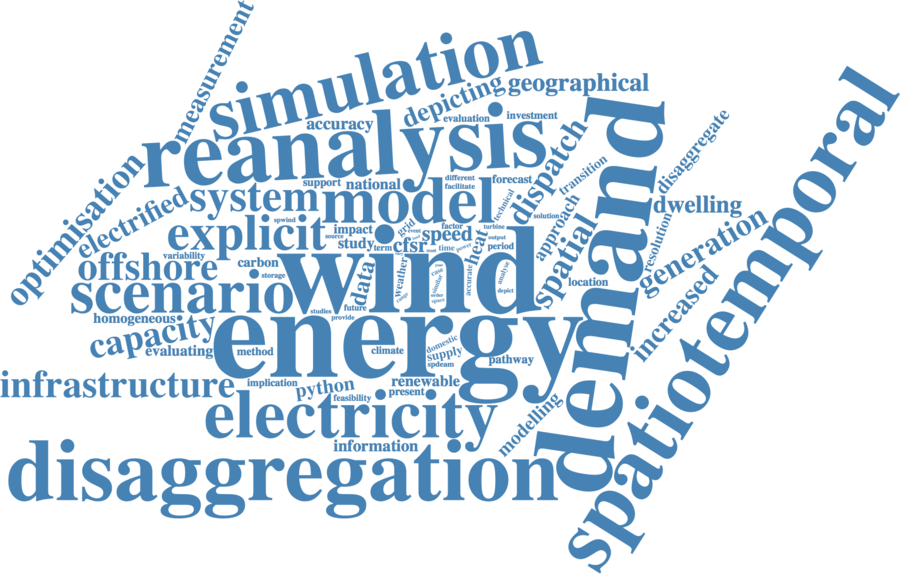 measurement
simulation
depicting
geographical
accuracy
evaluation
investment
reanalysis
dispatch
demand
spatiotemporal
disaggregate
transition
optimisation
electrified
system
support
national
different
facilitate
forecast
model
technical
solution
approach
spatial
dwelling
resolution
generation
explicit
spwind
impact
source
study
term
cfsr
grid
event
speed
factor
turbine
output
period
heat
time
power
variability
offshore
carbon
storage
scenario
wind
data
weather
case
similar
order
space
accurate
analyse
depict
location
increased
homogeneous
capacity
evaluating
studies
future
provide
energy
method
climate
domestic
supply
spdeam
pathway
infrastructure
implication
python
feasibility
renewable
present
electricity
modelling
information
disaggregation